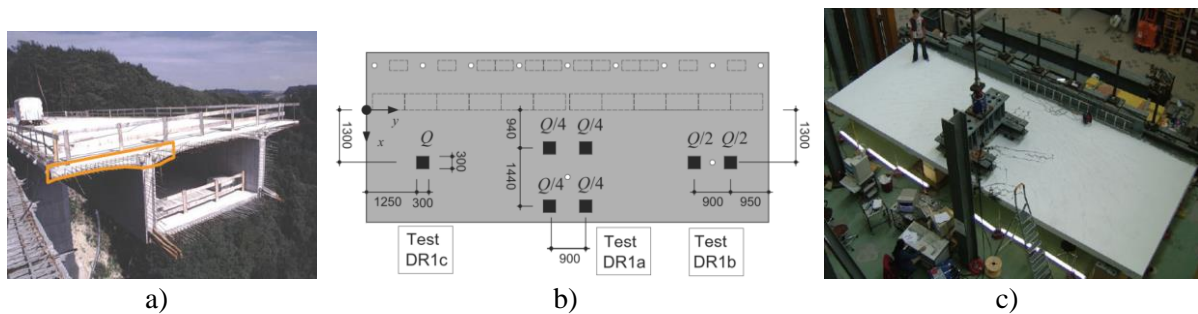 Q/4 Q/4
Q
Q/2 Q/2
Q/4 Q/4
y
x
1300
300
940
1440
1300
1250
300
900
950
900
Test
DR1c
Test
DR1a
Test
DR1b
a)
b)
c)